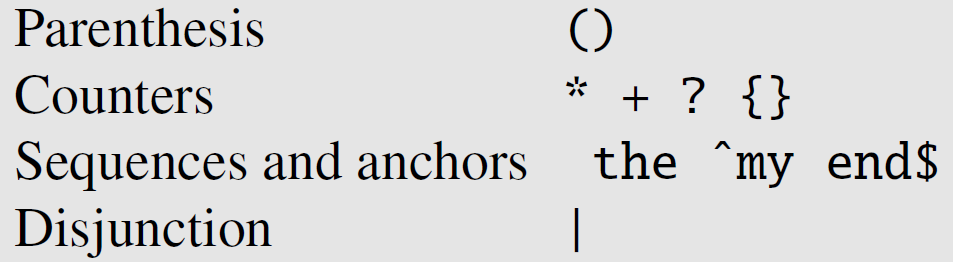 Parenthesis ()
Counters * + ? {}
Sequences and anchors the ^my end$
Disjunction |